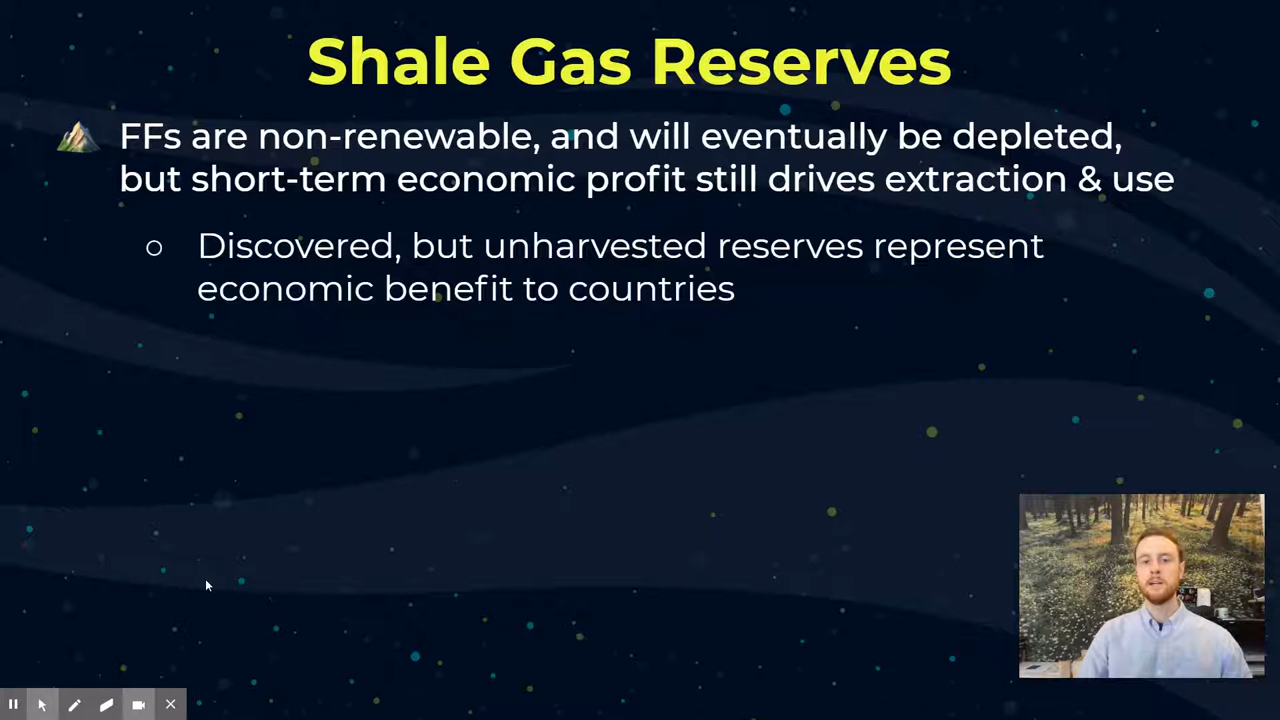 Shale Gas Reserves
FFs are non-renewable, and will eventually be depleted,
but short-term economic profit still drives extraction & use
Discovered, but unharvested reserves represent
economic benefit to countries